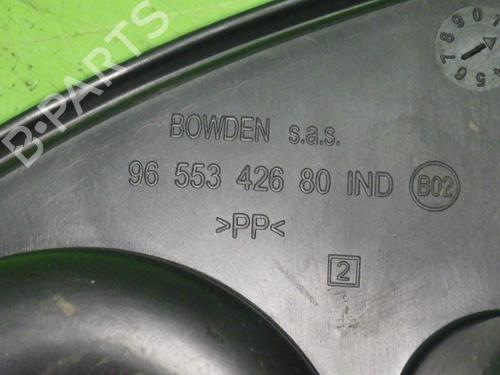 BOWDEN s.a.s.
96 553 426 80 IND B02
>PP<
2
B-PARTS